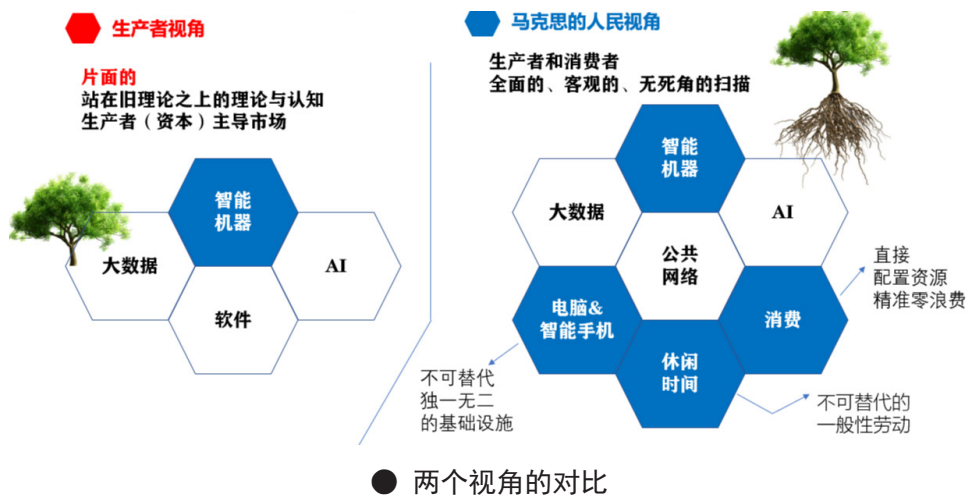 生产者视角
片面的
站在旧理论之上的理论与认知
生产者（资本）主导市场
智能
机器
大数据
AI
软件
马克思的人民视角
生产者和消费者
全面的、客观的、无死角的扫描
智能
机器
大数据
AI
公共
网络
电脑&
智能手机
消费
休闲
时间
直接
配置资源
精准零浪费
不可替代
独一无二
的基础设施
不可替代的
一般性劳动
● 两个视角的对比